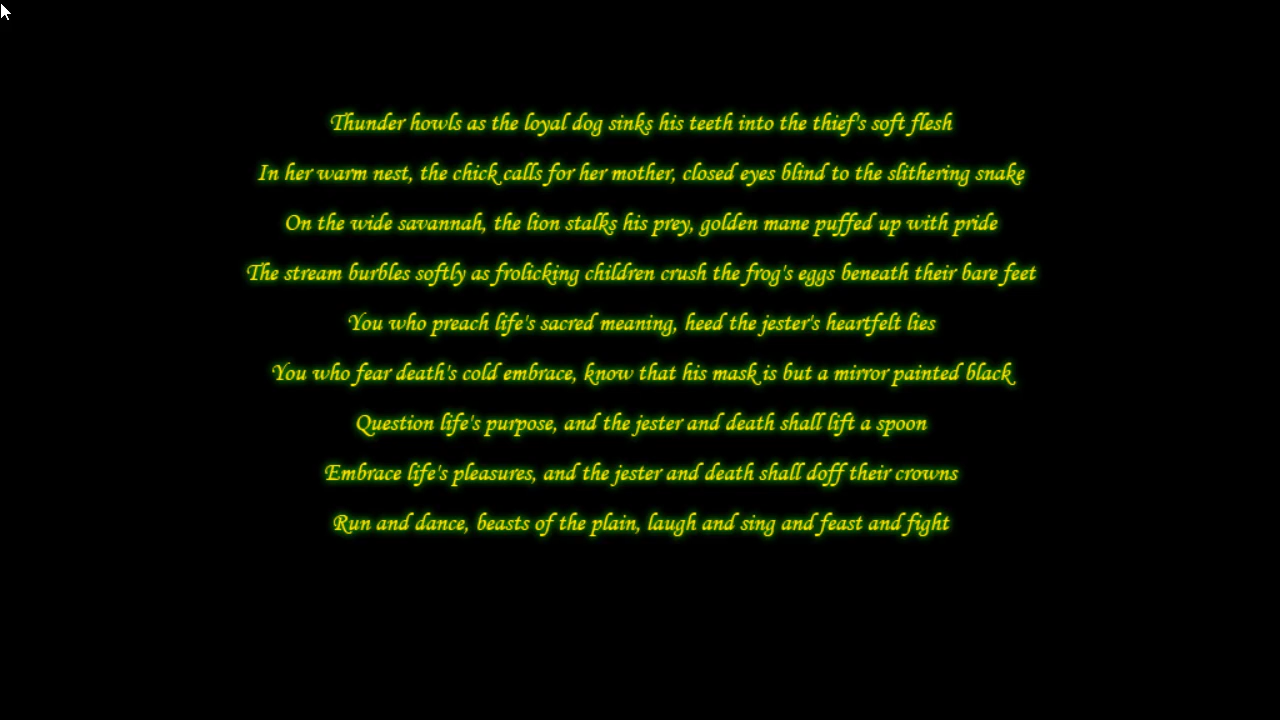 Thunder howls as the loyal dog sinks his teeth into the thief's soft flesh
In her warm nest, the chick calls for her mother, closed eyes blind to the slithering snake
On the wide savannah, the lion stalks his prey, golden mane puffed up with pride
The stream burbles softly as frolicking children crush the frog's eggs beneath their bare feet
You who preach life's sacred meaning, heed the jester's heartfelt lies
You who fear death's cold embrace, know that his mask is but a mirror painted black
Question life's purpose, and the jester and death shall lift a spoon
Embrace life's pleasures, and the jester and death shall doff their crowns
Run and dance, beasts of the plain, laugh and sing and feast and fight